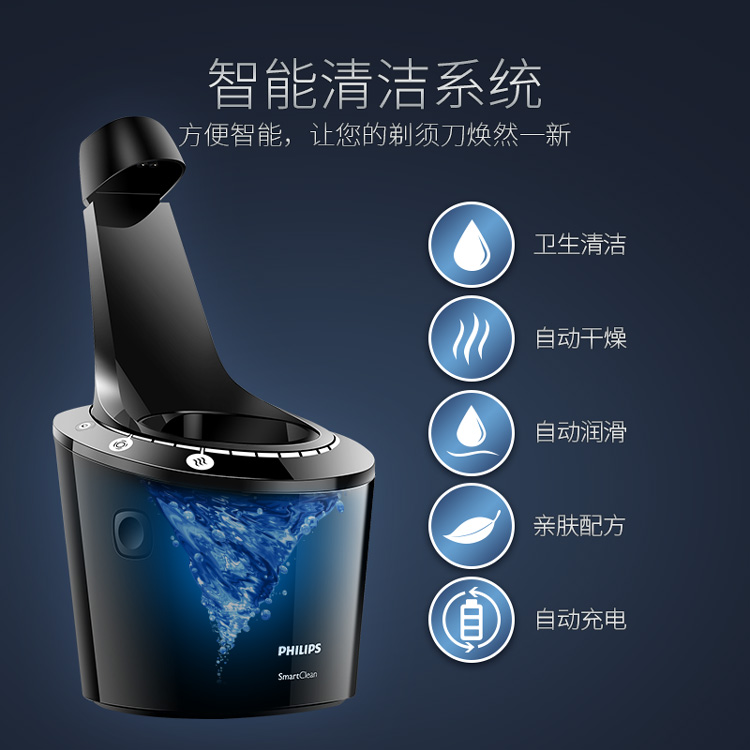 智能清洁系统
方便智能，让您的剃须刀焕然一新
卫生清洁
自动干燥
自动润滑
亲肤配方
自动充电
PHILIPS
SmartClean